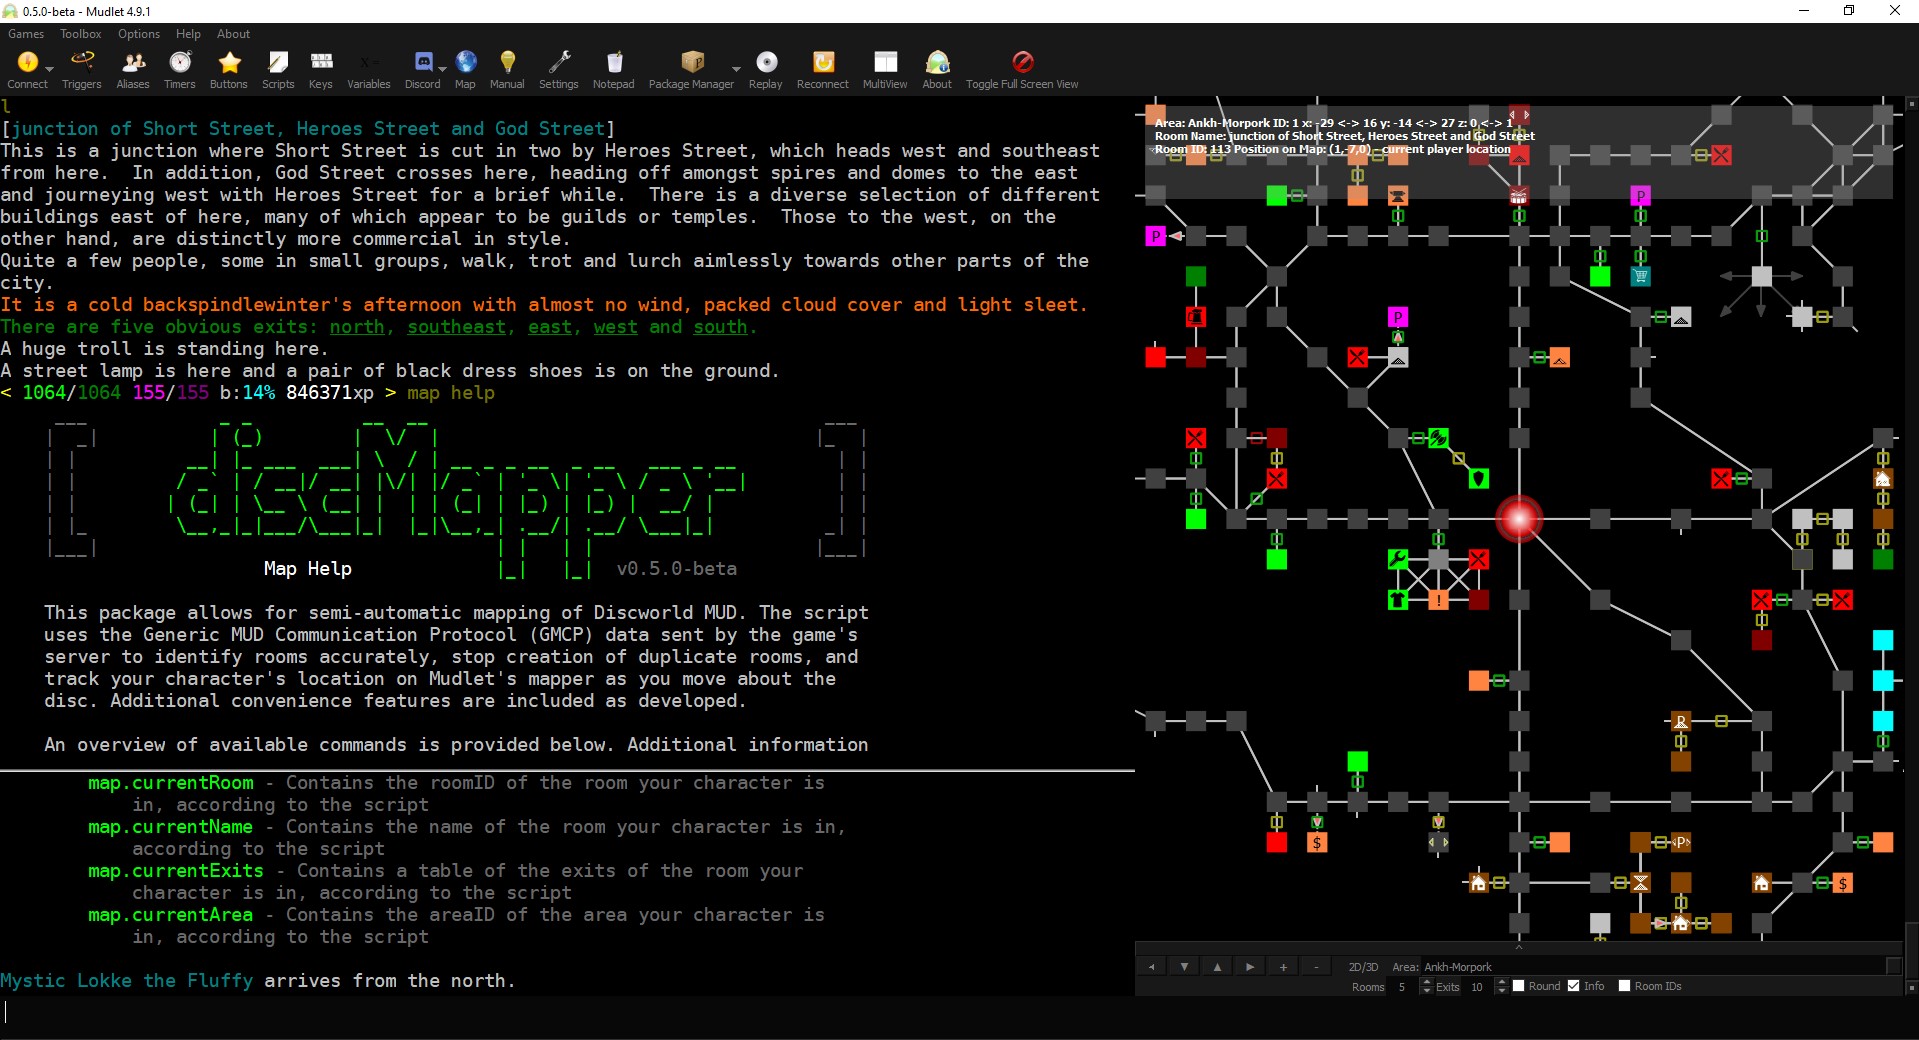 0.5.0-beta - Mudlet 4.9.1
Games Toolbox Options Help About
Connect Triggers Aliases Timers Buttons Scripts Keys Variables Discord Map Manual Settings Notepad Package Manager Replay Reconnect MultiView About Toggle Full Screen View
l
[junction of Short Street, Heroes Street and God Street]
This is a junction where Short Street is cut in two by Heroes Street, which heads west and southeast
from here.  In addition, God Street crosses here, heading off amongst spires and domes to the east
and journeying west with Heroes Street for a brief while.  There is a diverse selection of different
buildings east of here, many of which appear to be guilds or temples.  Those to the west, on the
other hand, are distinctly more commercial in style.
Quite a few people, some in small groups, walk, trot and lurch aimlessly towards other parts of the
city.
It is a cold backspindlewinter's afternoon with almost no wind, packed cloud cover and light sleet.
There are five obvious exits: north, southeast, east, west and south.
A huge troll is standing here.
A street lamp is here and a pair of black dress shoes is on the ground.
< 1064/1064 155/155 b:14% 846371xp > map help
[ discMapper ]
Map Help v0.5.0-beta
This package allows for semi-automatic mapping of Discworld MUD. The script
uses the Generic MUD Communication Protocol (GMCP) data sent by the game's
server to identify rooms accurately, stop creation of duplicate rooms, and
track your character's location on Mudlet's mapper as you move about the
disc. Additional convenience features are included as developed.
An overview of available commands is provided below. Additional information
map.currentRoom - Contains the roomID of the room your character is
in, according to the script
map.currentName - Contains the name of the room your character is in,
according to the script
map.currentExits - Contains a table of the exits of the room your
character is in, according to the script
map.currentArea - Contains the areaID of the area your character is
in, according to the script
Mystic Lokke the Fluffy arrives from the north.
Area: Ankh-Morpork ID: 1 x: -29 <-> 16 y: -14 <-> 27 z: 0 <-> 1
Room Name: junction of Short Street, Heroes Street and God Street
Room ID: 113 Position on Map: (1,-7,0) - current player location
P
P
P
!
R
$
P
$
+ - 2D/3D Area: Ankh-Morpork
Rooms 5 Exits 10 Round Info Room IDs